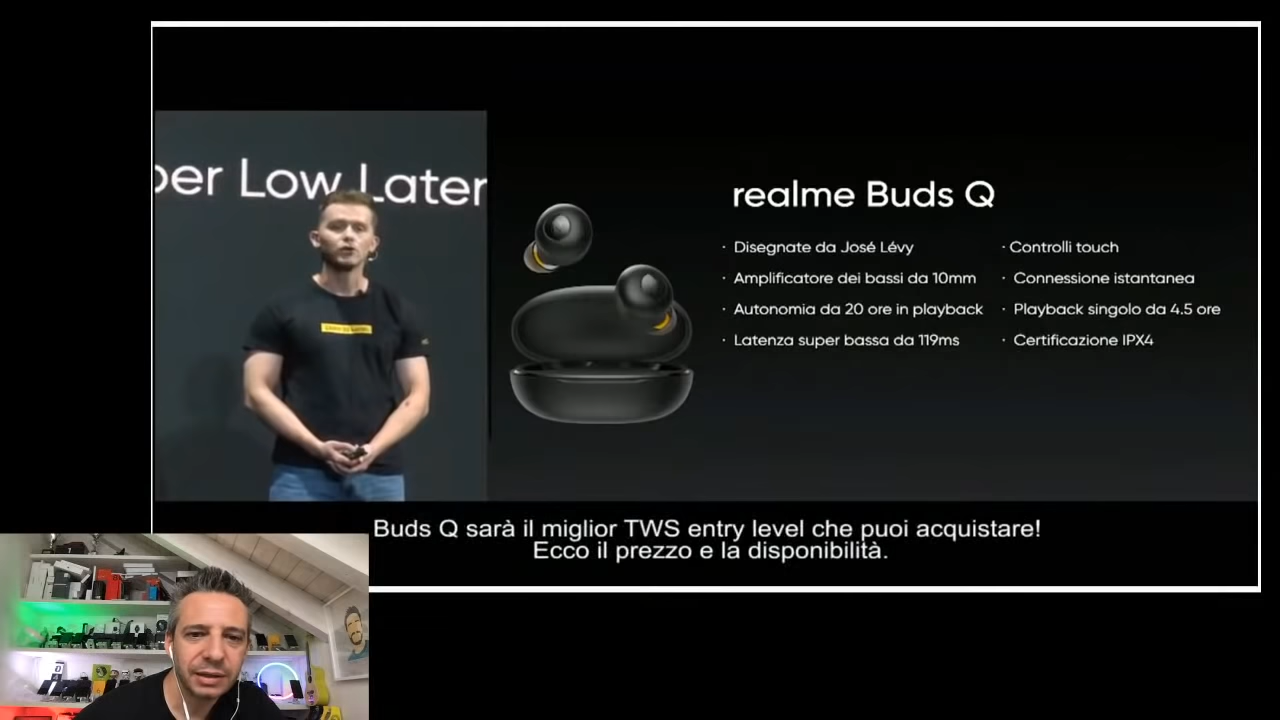 per Low Laten
realme Buds Q
· Disegnate da José Lévy
· Amplificatore dei bassi da 10mm
· Autonomia da 20 ore in playback
· Latenza super bassa da 119ms
· Controlli touch
· Connessione istantanea
· Playback singolo da 4.5 ore
· Certificazione IPX4
Buds Q sarà il miglior TWS entry level che puoi acquistare!
Ecco il prezzo e la disponibilità.